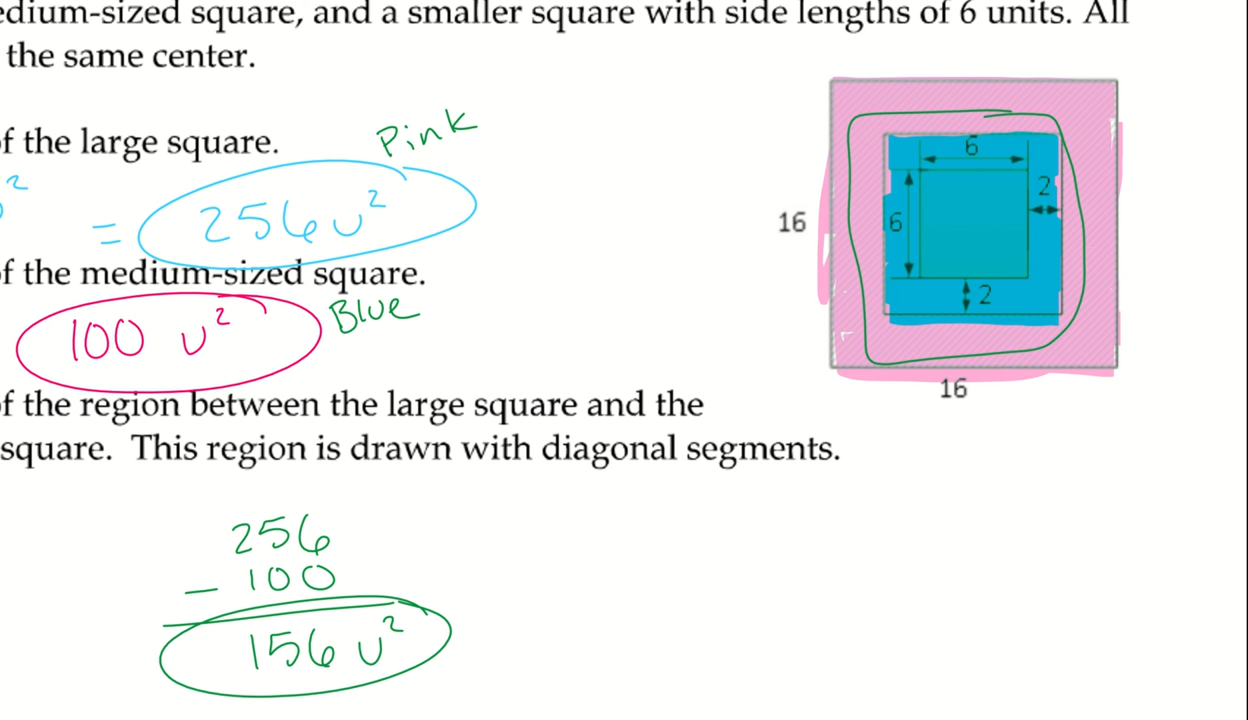 edium-sized square, and a smaller square with side lengths of 6 units. All
the same center.
f the large square.
Pink
2
= 256 u²
f the medium-sized square.
100 u²
Blue
f the region between the large square and the
square. This region is drawn with diagonal segments.
256
- 100
156 u²
6
2
6
2
16
16